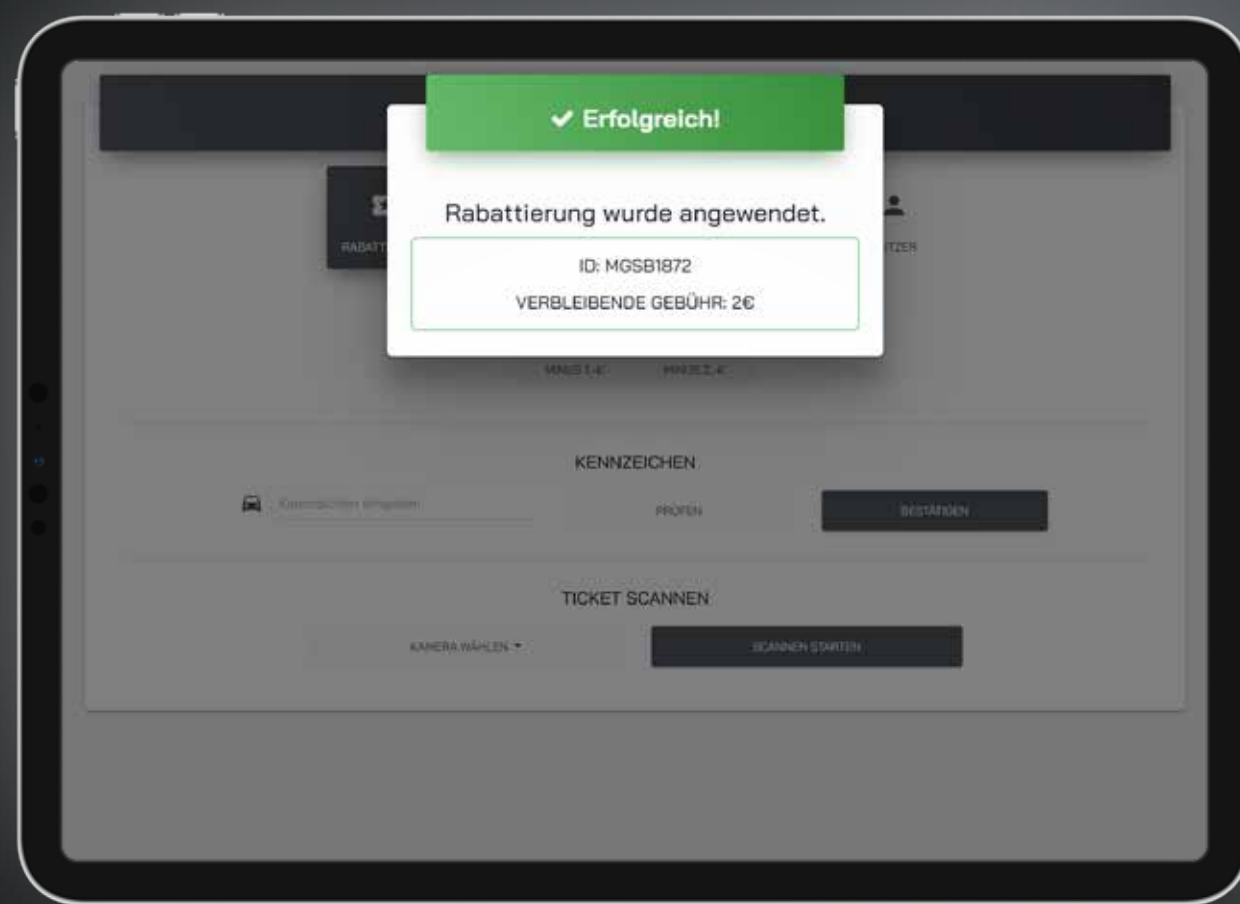 ✔ Erfolgreich!
Rabattierung wurde angewendet.
ID: MGSB1872
VERBLEIBENDE GEBÜHR: 2€
KENNZEICHEN
PRÜFEN
BESTÄTIGEN
TICKET SCANNEN
KAMERA WÄHLEN
SCANNEN STARTEN